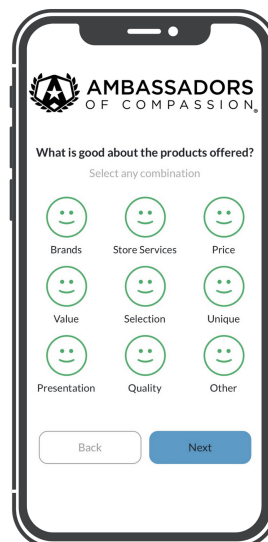 AMBASSADORS
OF COMPASSION®
What is good about the products offered?
Select any combination
Brands Store Services Price
Value Selection Unique
Presentation Quality Other
Back Next